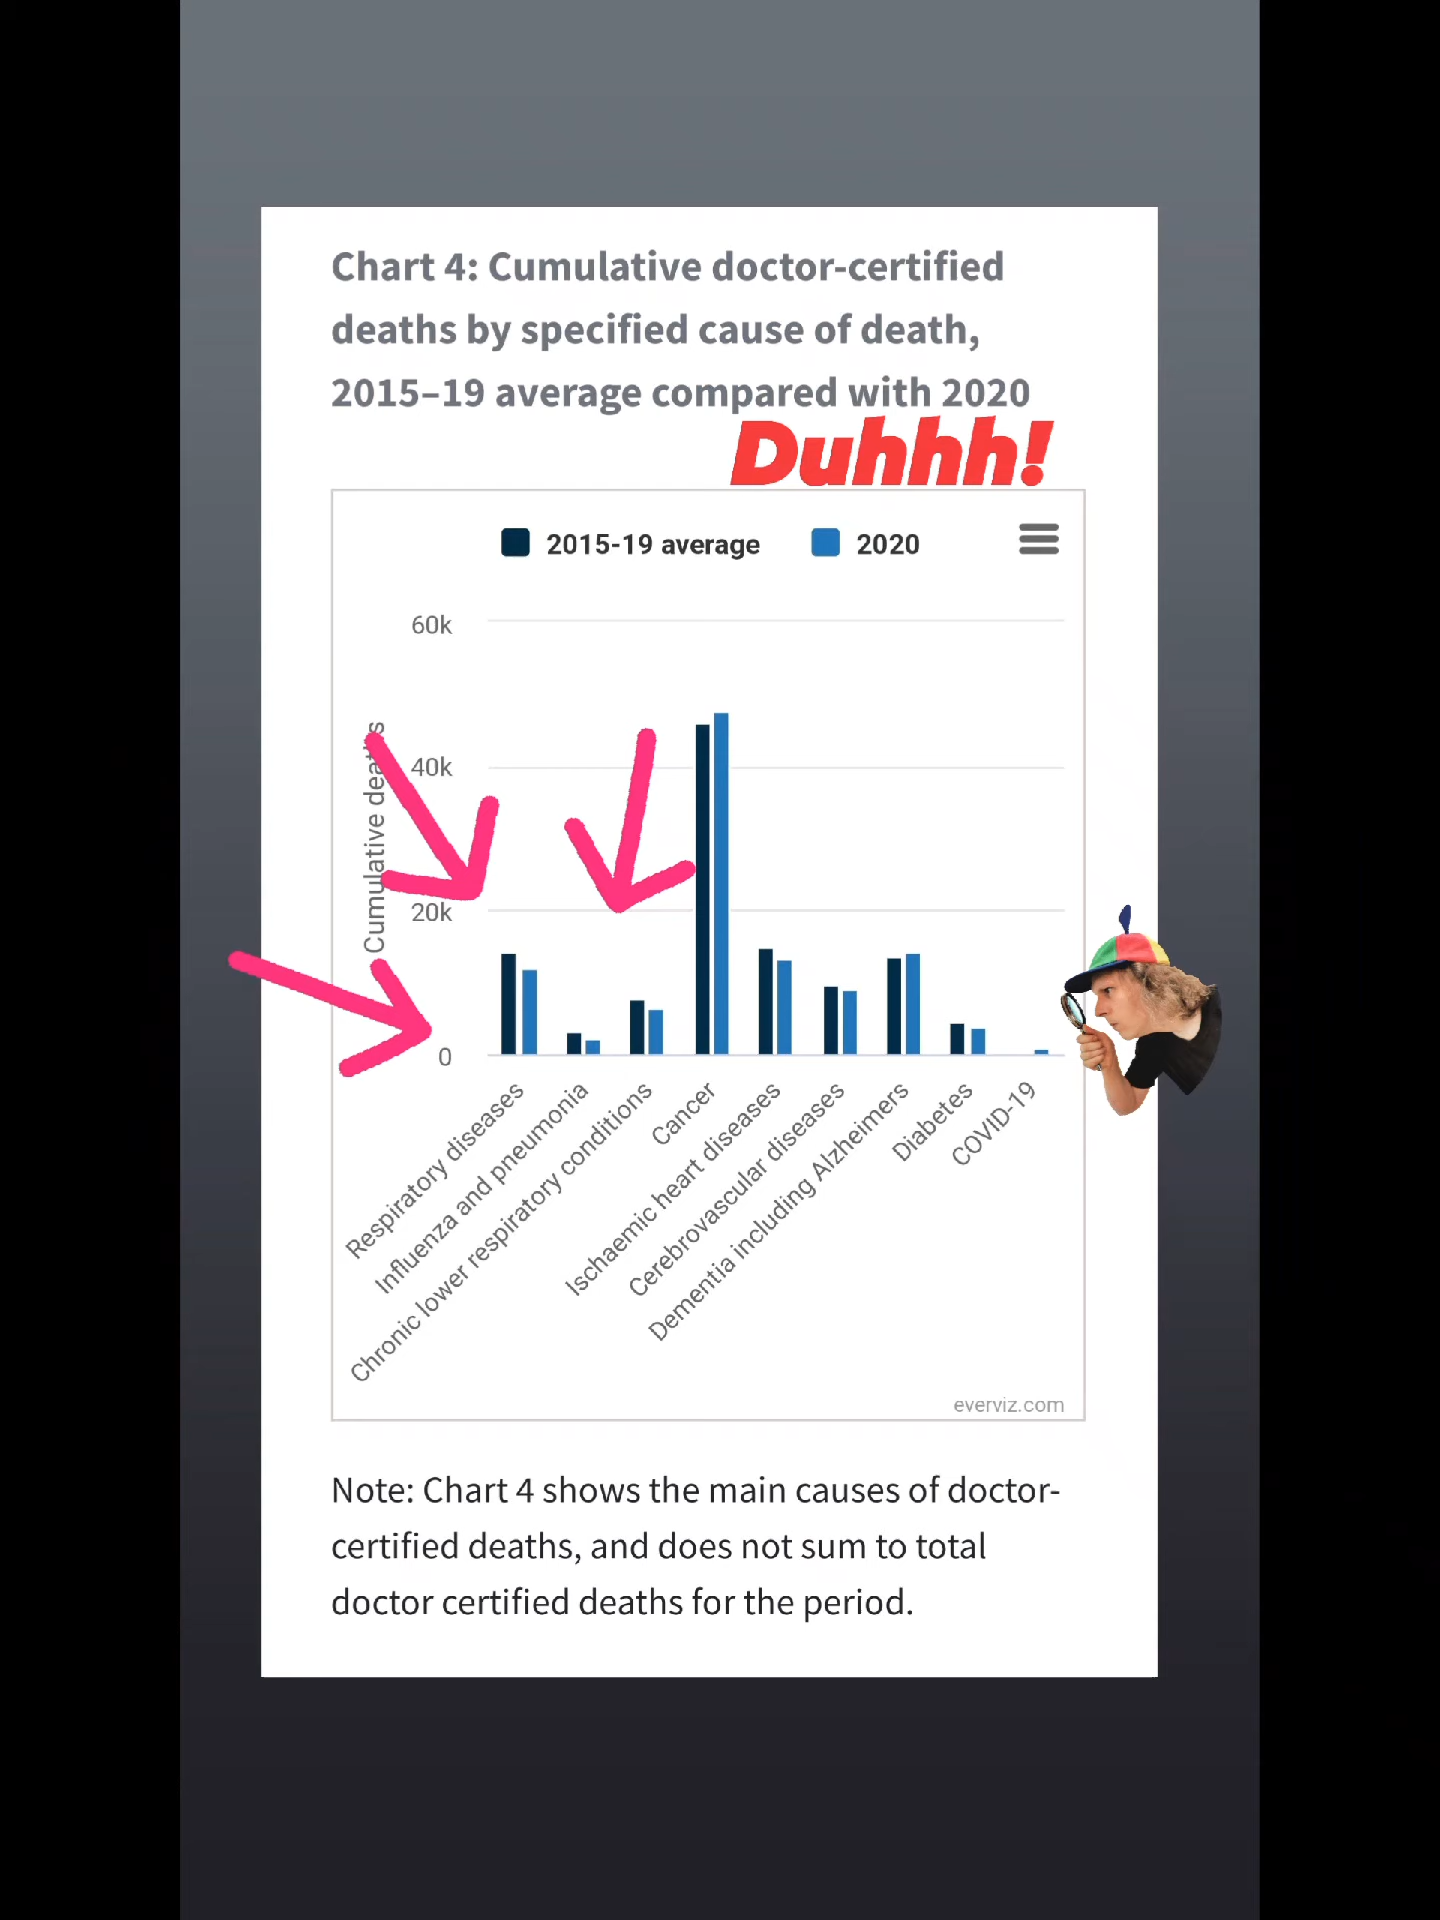 Chart 4: Cumulative doctor-certified
deaths by specified cause of death,
2015–19 average compared with 2020
Duhhh!
2015-19 average
2020
60k
40k
20k
0
Cumulative deaths
Respiratory diseases
Influenza and pneumonia
Chronic lower respiratory conditions
Cancer
Ischaemic heart diseases
Cerebrovascular diseases
Dementia including Alzheimers
Diabetes
COVID-19
everviz.com
Note: Chart 4 shows the main causes of doctor-
certified deaths, and does not sum to total
doctor certified deaths for the period.